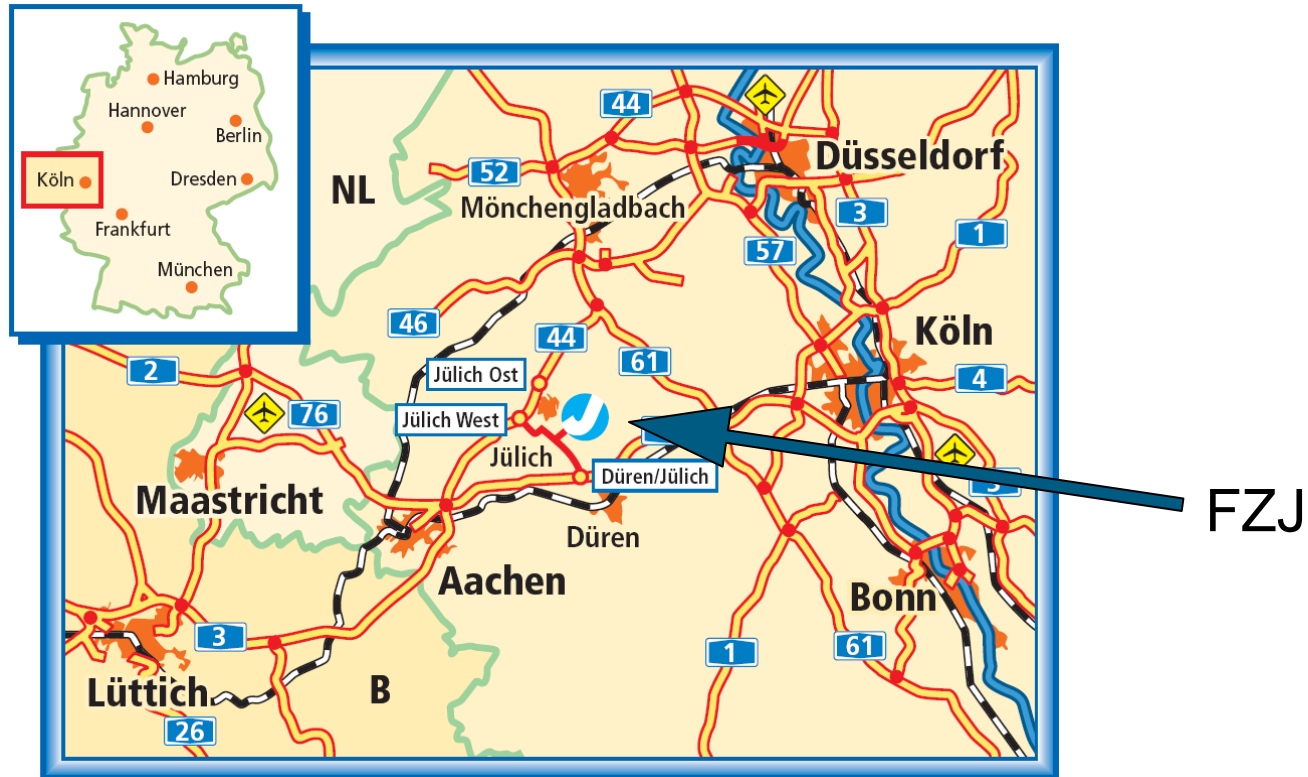 Hamburg
Hannover
Berlin
Köln
Dresden
Frankfurt
München
NL
44
52
Düsseldorf
Mönchengladbach
3
1
57
46
44
Köln
61
2
Jülich Ost
4
76
Jülich West
Jülich
Düren/Jülich
Maastricht
FZJ
Düren
Aachen
Bonn
3
1
61
Lüttich
B
26